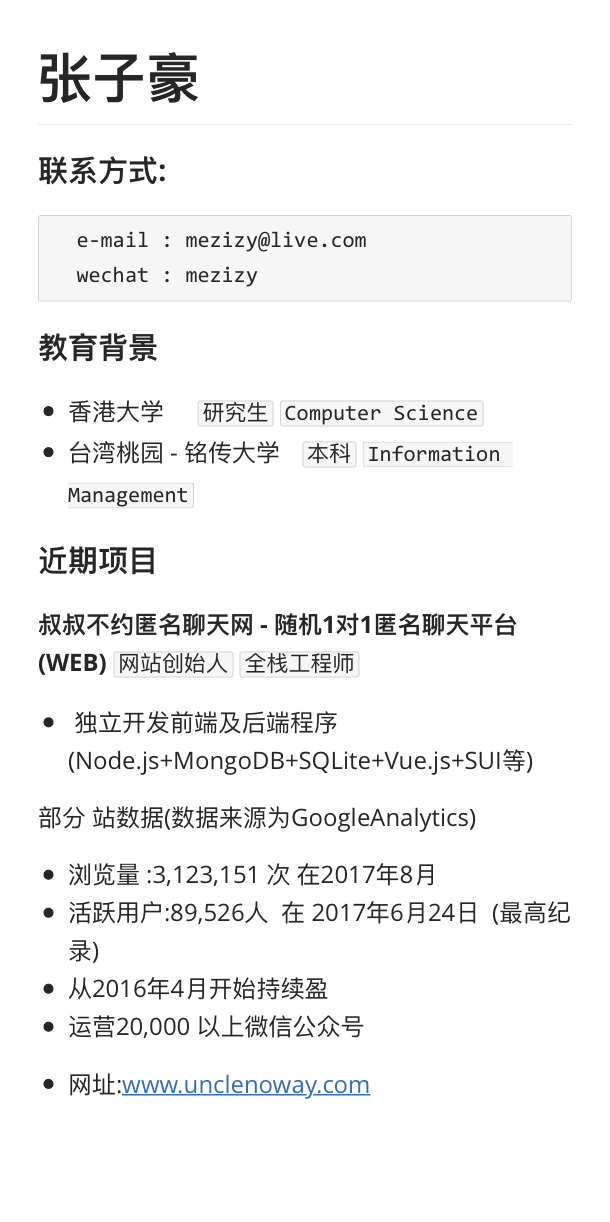 张子豪
联系方式:
e-mail : mezizy@live.com
wechat : mezizy
教育背景
香港大学 研究生 Computer Science
台湾桃园 - 铭传大学 本科 Information
Management
近期项目
叔叔不约匿名聊天网 - 随机1对1匿名聊天平台
(WEB) 网站创始人 全栈工程师
独立开发前端及后端程序
(Node.js+MongoDB+SQLite+Vue.js+SUI等)
部分 站数据(数据来源为GoogleAnalytics)
浏览量 :3,123,151 次 在2017年8月
活跃用户:89,526人 在 2017年6月24日 (最高纪
录)
从2016年4月开始持续盈
运营20,000 以上微信公众号
网址:www.unclenoway.com